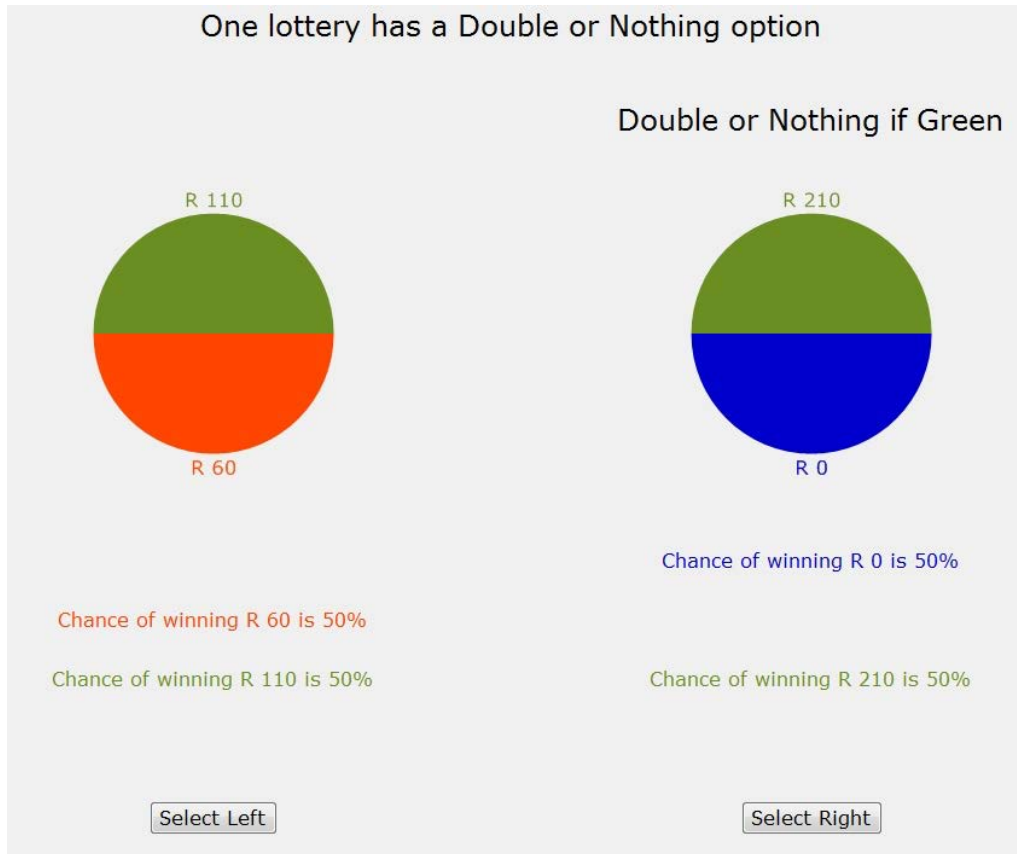 One lottery has a Double or Nothing option
Double or Nothing if Green
R 110
R 210
R 60
R 0
Chance of winning R 0 is 50%
Chance of winning R 60 is 50%
Chance of winning R 110 is 50%
Chance of winning R 210 is 50%
Select Left
Select Right